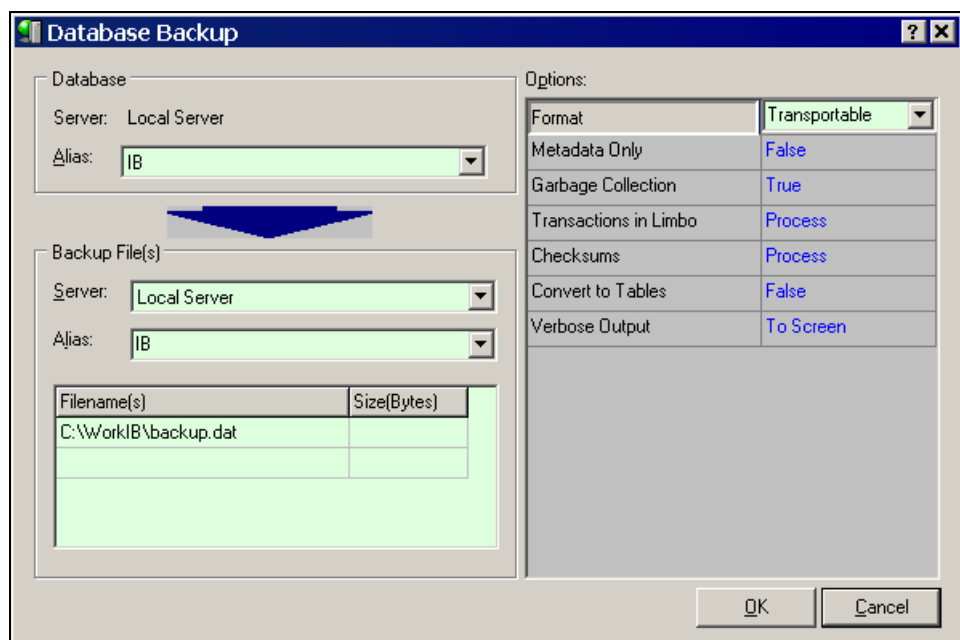 Database Backup
Database
Server: Local Server
Alias: IB
Backup File(s)
Server: Local Server
Alias: IB
Filename(s) Size(Bytes)
C:\WorkIB\backup.dat
Options:
Format Transportable
Metadata Only False
Garbage Collection True
Transactions in Limbo Process
Checksums Process
Convert to Tables False
Verbose Output To Screen
OK Cancel